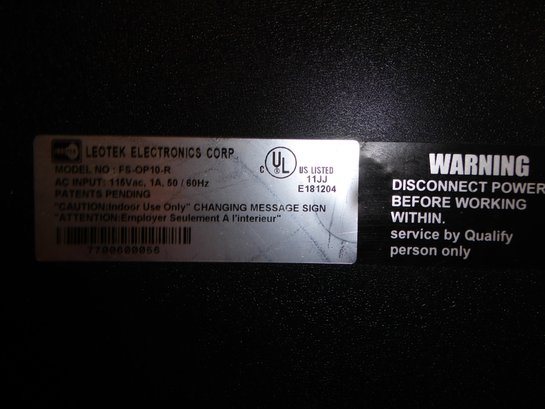 LEOTEK ELECTRONICS CORP.
MODEL NO : FS-OP10-R
AC INPUT: 115Vac, 1A, 50 / 60Hz
PATENTS PENDING
"CAUTION:Indoor Use Only" CHANGING MESSAGE SIGN
"ATTENTION:Employer Seulement A l'interieur"
7700600066
C UL US LISTED
11JJ
E181204
WARNING
DISCONNECT POWER
BEFORE WORKING
WITHIN.
service by Qualify
person only